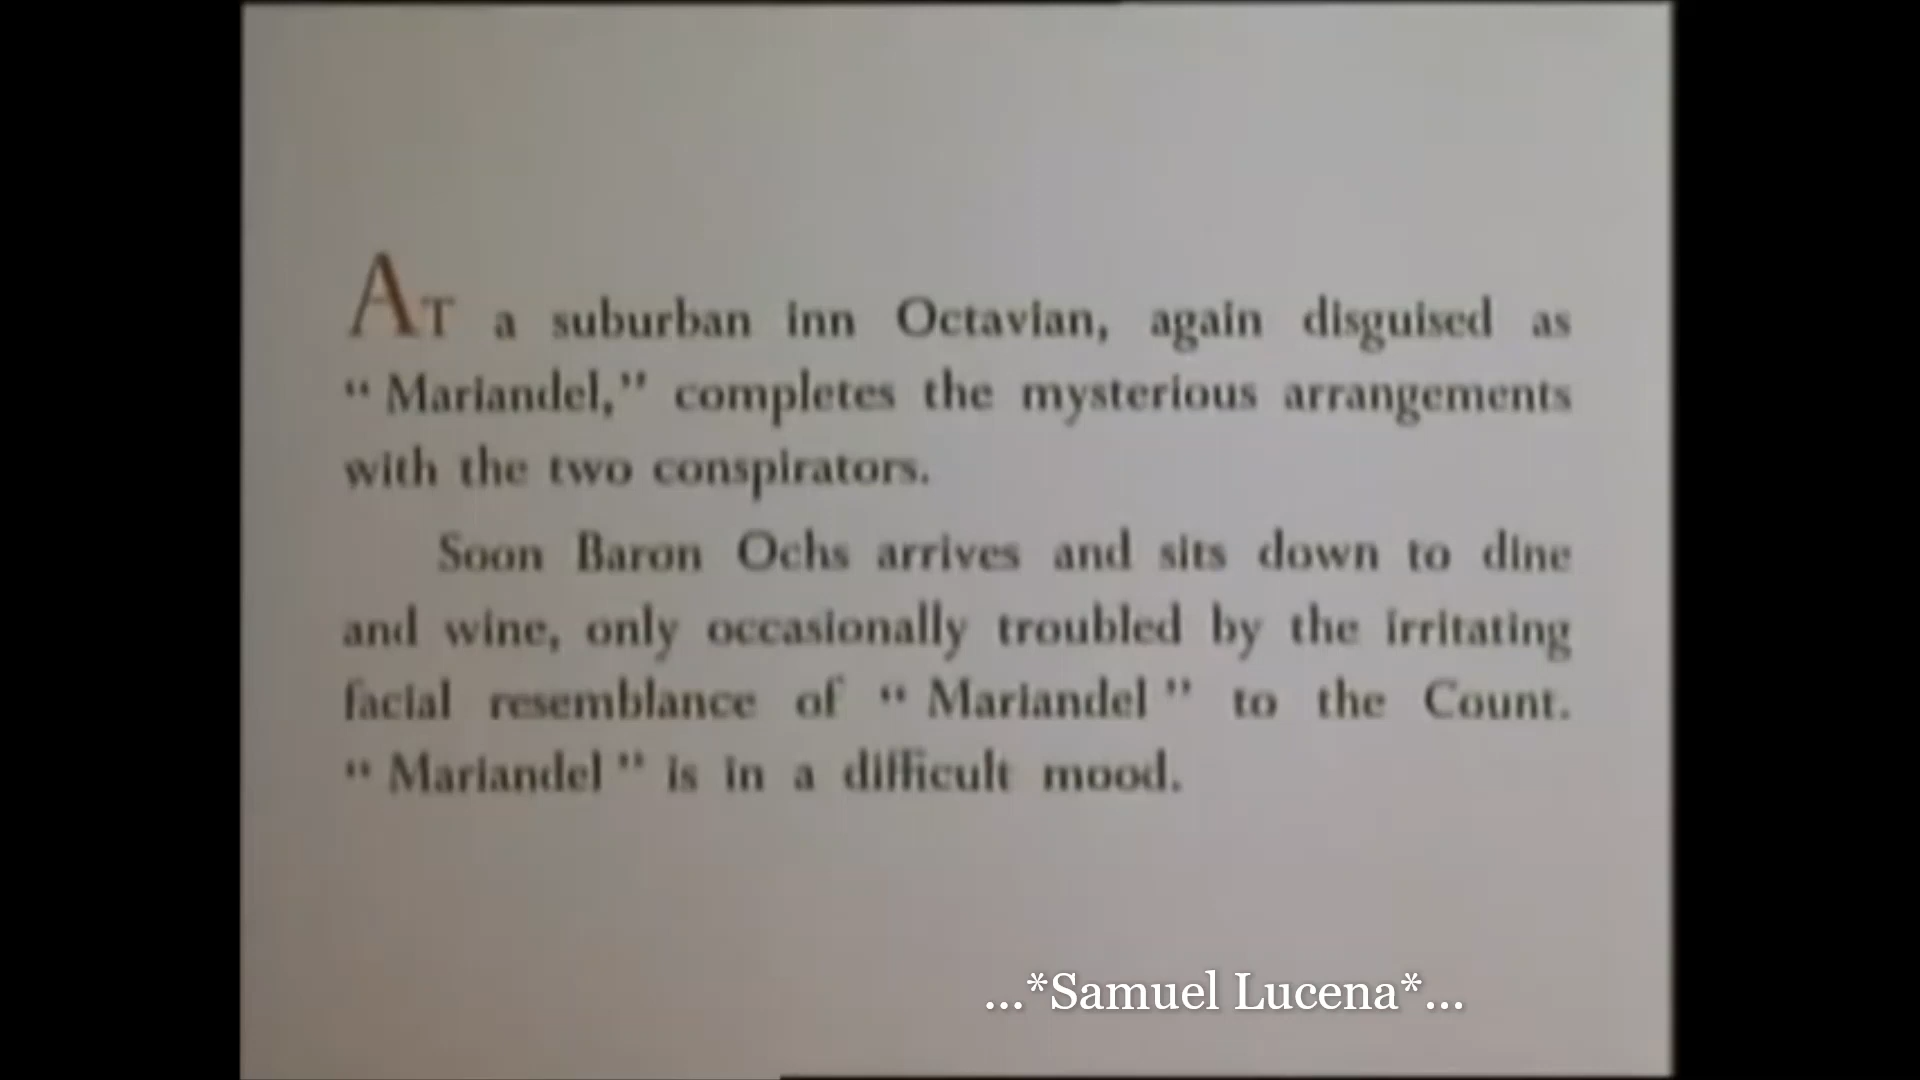 AT a suburban inn Octavian, again disguised as
“Mariandel,” completes the mysterious arrangements
with the two conspirators.
Soon Baron Ochs arrives and sits down to dine
and wine, only occasionally troubled by the irritating
facial resemblance of “Mariandel” to the Count.
“Mariandel” is in a difficult mood.
...*Samuel Lucena*...